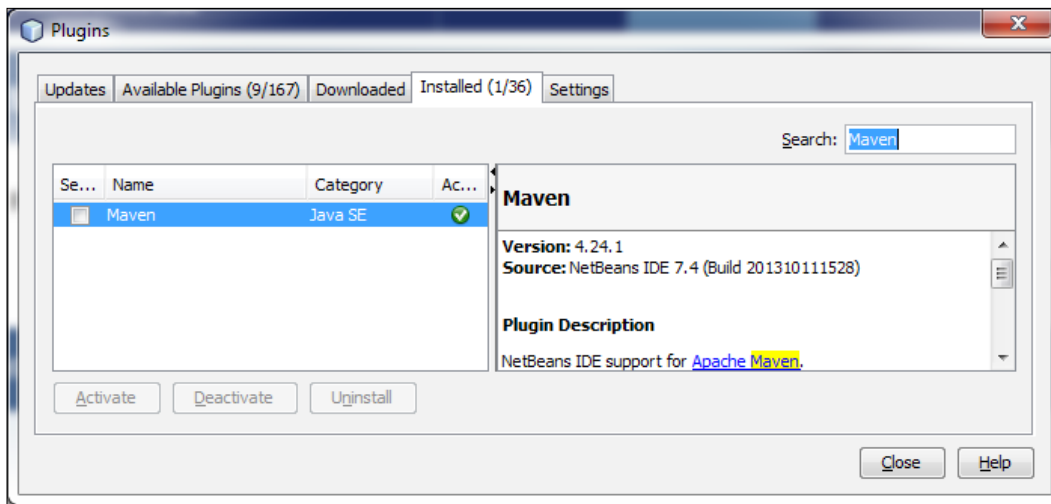 Plugins
Updates Available Plugins (9/167) Downloaded Installed (1/36) Settings
Search: Maven
Se... Name Category Ac...
Maven Java SE
Maven
Version: 4.24.1
Source: NetBeans IDE 7.4 (Build 201310111528)
Plugin Description
NetBeans IDE support for Apache Maven.
Activate Deactivate Uninstall
Close Help